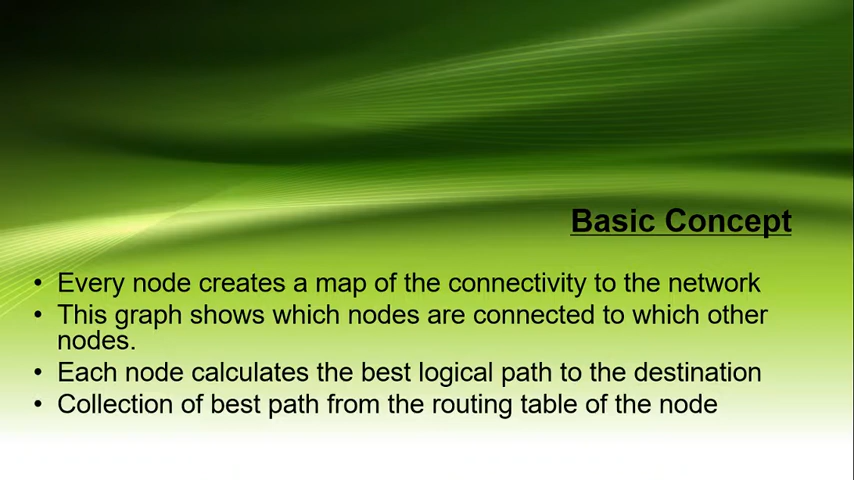 Basic Concept
• Every node creates a map of the connectivity to the network
• This graph shows which nodes are connected to which other
nodes.
• Each node calculates the best logical path to the destination
• Collection of best path from the routing table of the node